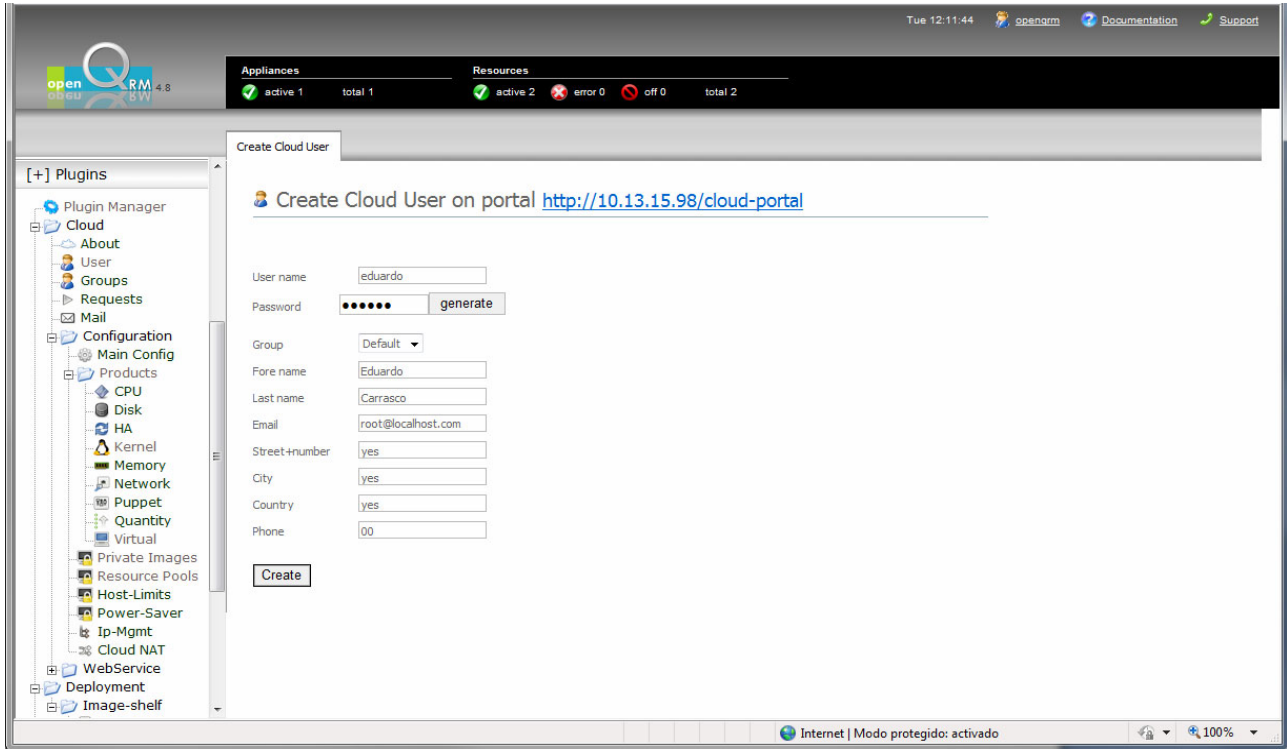 Tue 12:11:44 openqrm Documentation Support
open QRM 4.8
Appliances Resources
active 1 total 1 active 2 error 0 off 0 total 2
Create Cloud User
[+] Plugins
Plugin Manager
Cloud
About
User
Groups
Requests
Mail
Configuration
Main Config
Products
CPU
Disk
HA
Kernel
Memory
Network
Puppet
Quantity
Virtual
Private Images
Resource Pools
Host-Limits
Power-Saver
Ip-Mgmt
Cloud NAT
WebService
Deployment
Image-shelf
Create Cloud User on portal http://10.13.15.98/cloud-portal
User name eduardo
Password ●●●●●● generate
Group Default
Fore name Eduardo
Last name Carrasco
Email root@localhost.com
Street+number yes
City yes
Country yes
Phone 00
Create
Internet | Modo protegido: activado 100%